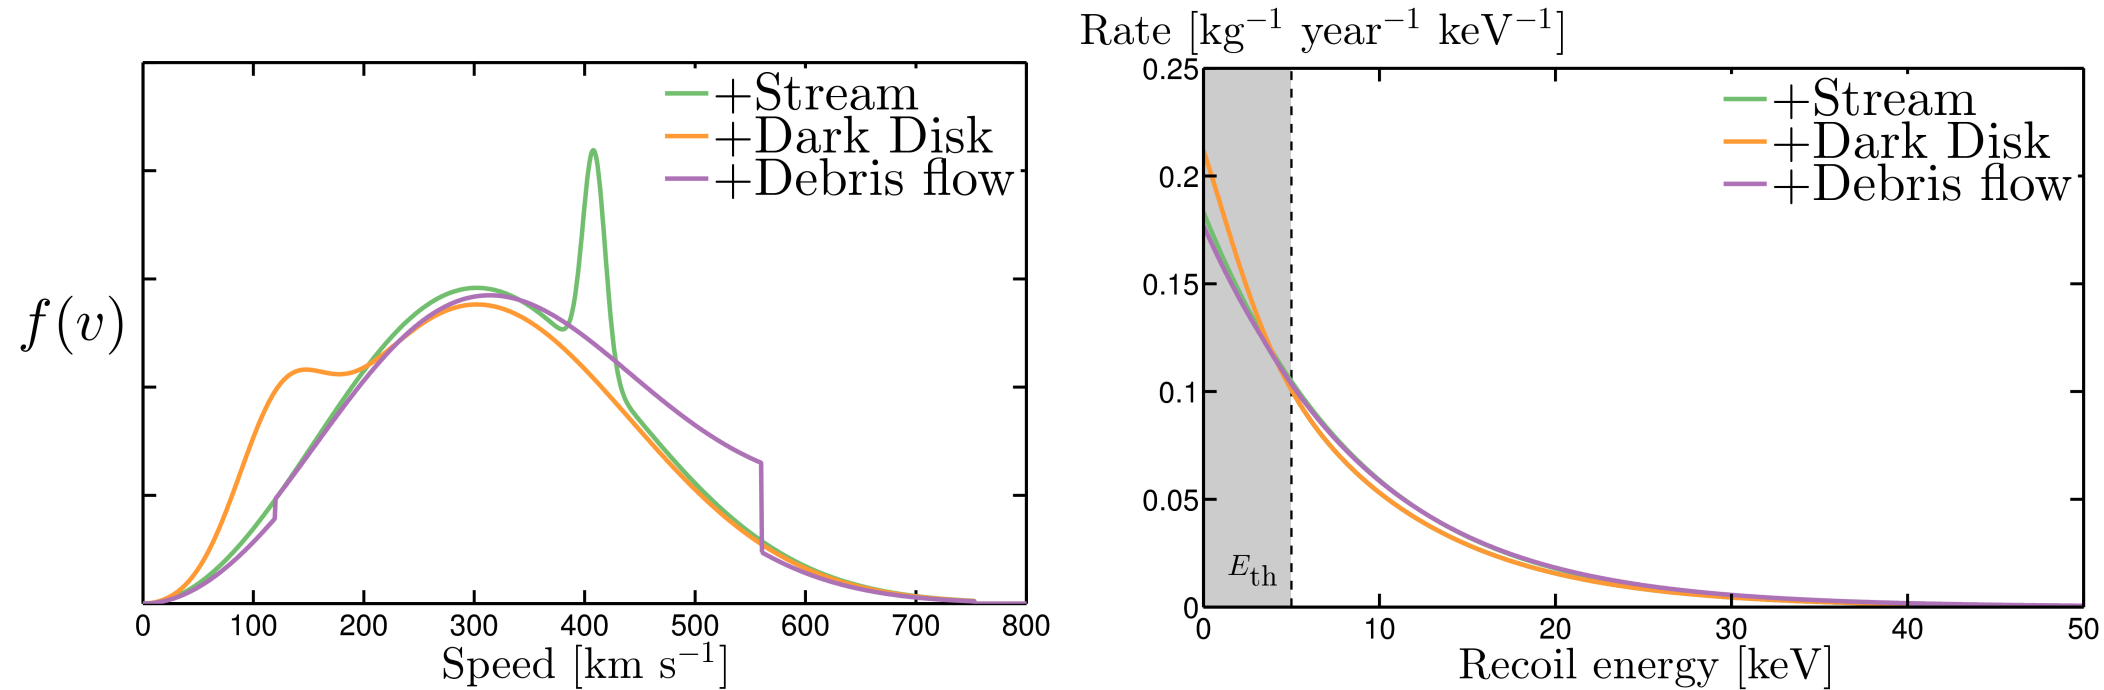 +Stream
+Dark Disk
+Debris flow
f(v)
0 100 200 300 400 500 600 700 800
Speed [km s⁻¹]
Rate [kg⁻¹ year⁻¹ keV⁻¹]
0.25
0.2
0.15
0.1
0.05
0
+Stream
+Dark Disk
+Debris flow
E_th
0 10 20 30 40 50
Recoil energy [keV]